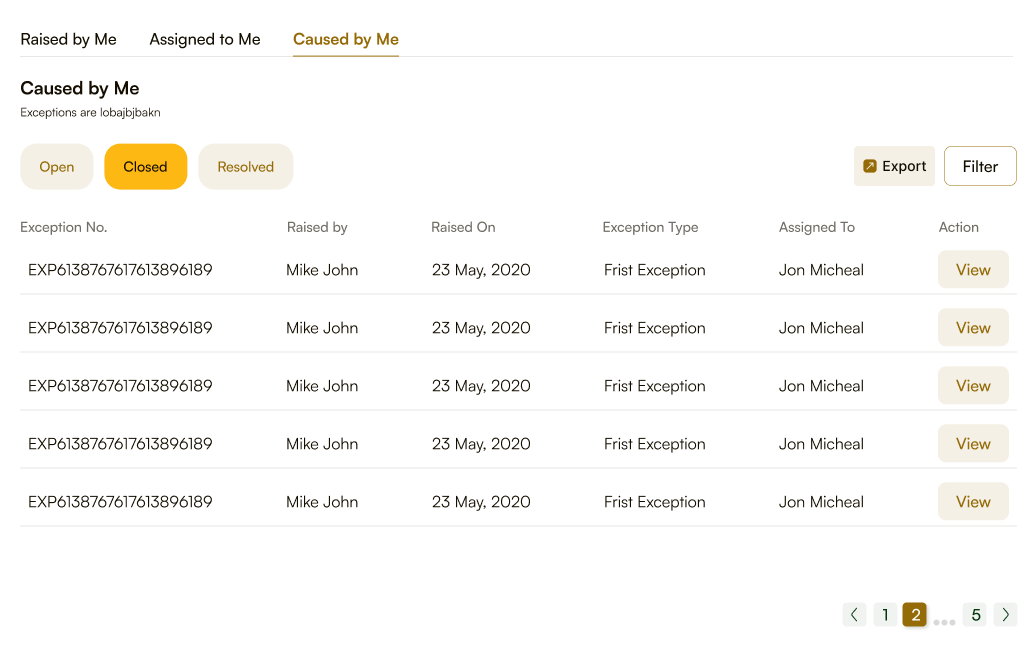 Raised by Me Assigned to Me Caused by Me
Caused by Me
Exceptions are lobajbjbakn
Open Closed Resolved Export Filter
Exception No. Raised by Raised On Exception Type Assigned To Action
EXP6138767617613896189 Mike John 23 May, 2020 Frist Exception Jon Micheal View
EXP6138767617613896189 Mike John 23 May, 2020 Frist Exception Jon Micheal View
EXP6138767617613896189 Mike John 23 May, 2020 Frist Exception Jon Micheal View
EXP6138767617613896189 Mike John 23 May, 2020 Frist Exception Jon Micheal View
EXP6138767617613896189 Mike John 23 May, 2020 Frist Exception Jon Micheal View
1 2 ... 5